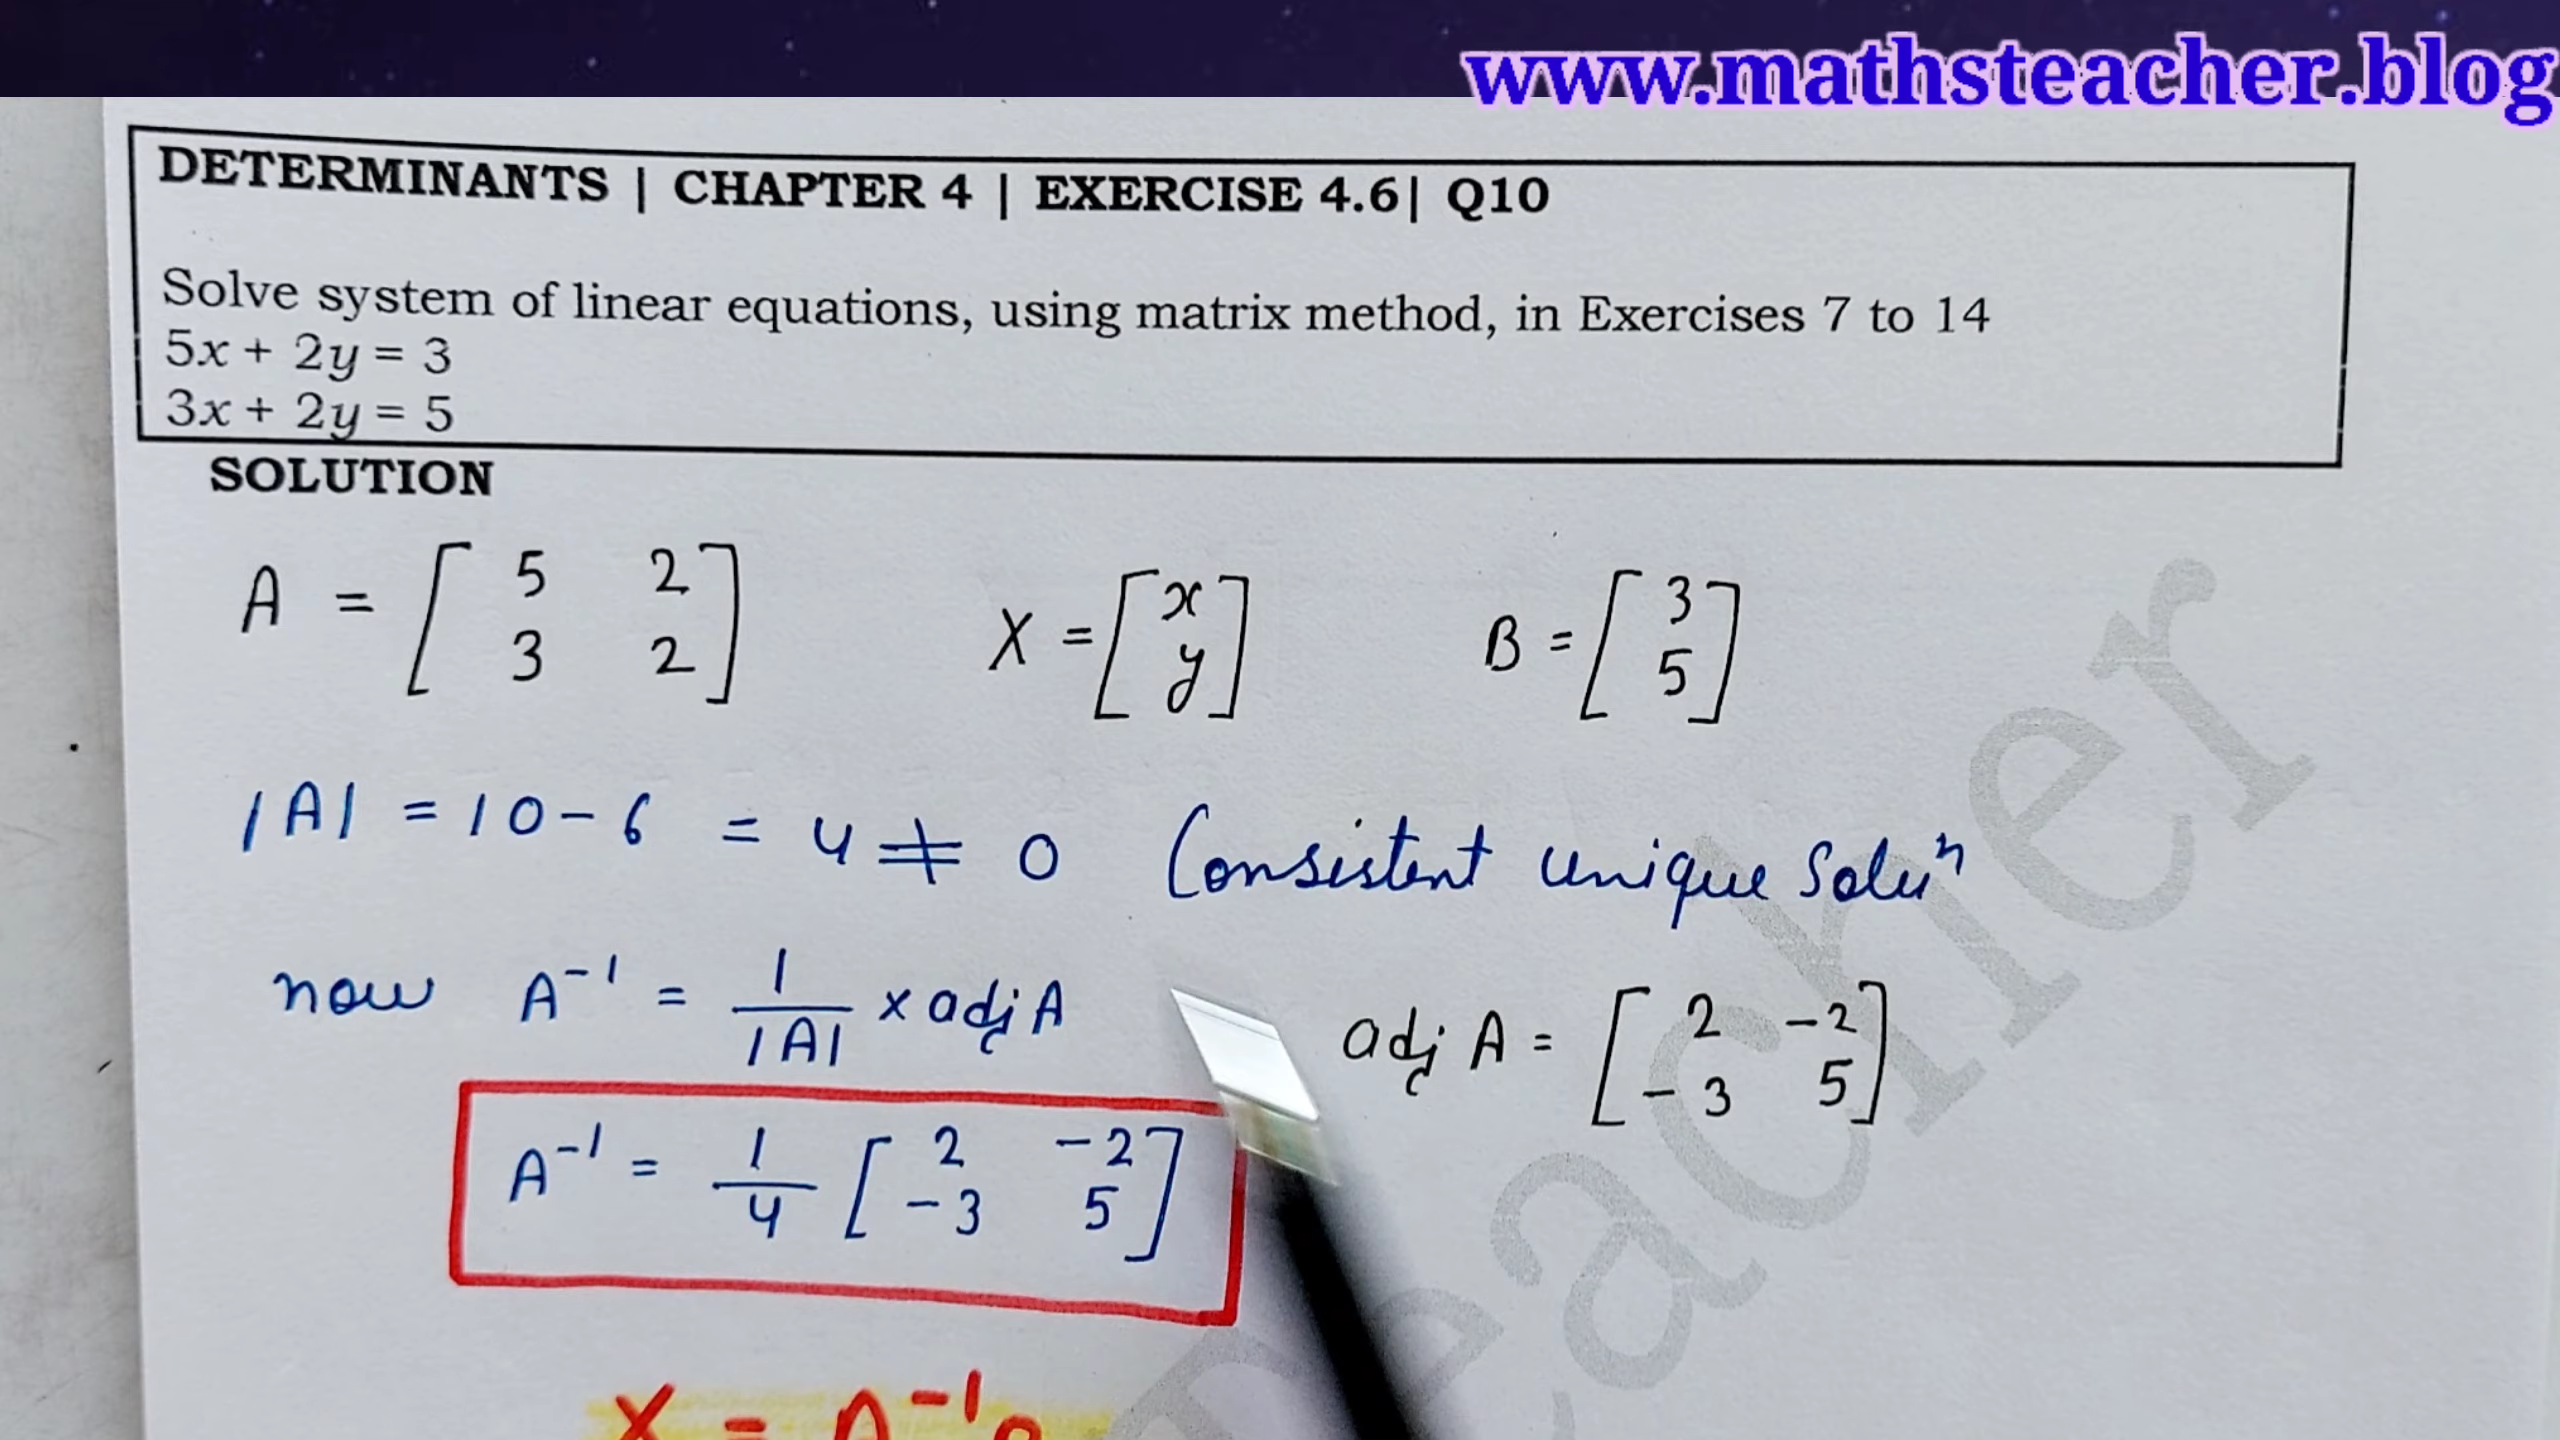 www.mathsteacher.blog
DETERMINANTS | CHAPTER 4 | EXERCISE 4.6| Q10
Solve system of linear equations, using matrix method, in Exercises 7 to 14
5x + 2y = 3
3x + 2y = 5
SOLUTION
A = [ 5 2
3 2 ] X = [ x
y ] B = [ 3
5 ]
|A| = 10 - 6 = 4 ≠ 0 Consistent unique Soluⁿ
now A⁻¹ = 1/|A| × adj A adj A = [ 2 -2
-3 5 ]
A⁻¹ = 1/4 [ 2 -2
-3 5 ]
X = A⁻¹B
eacher